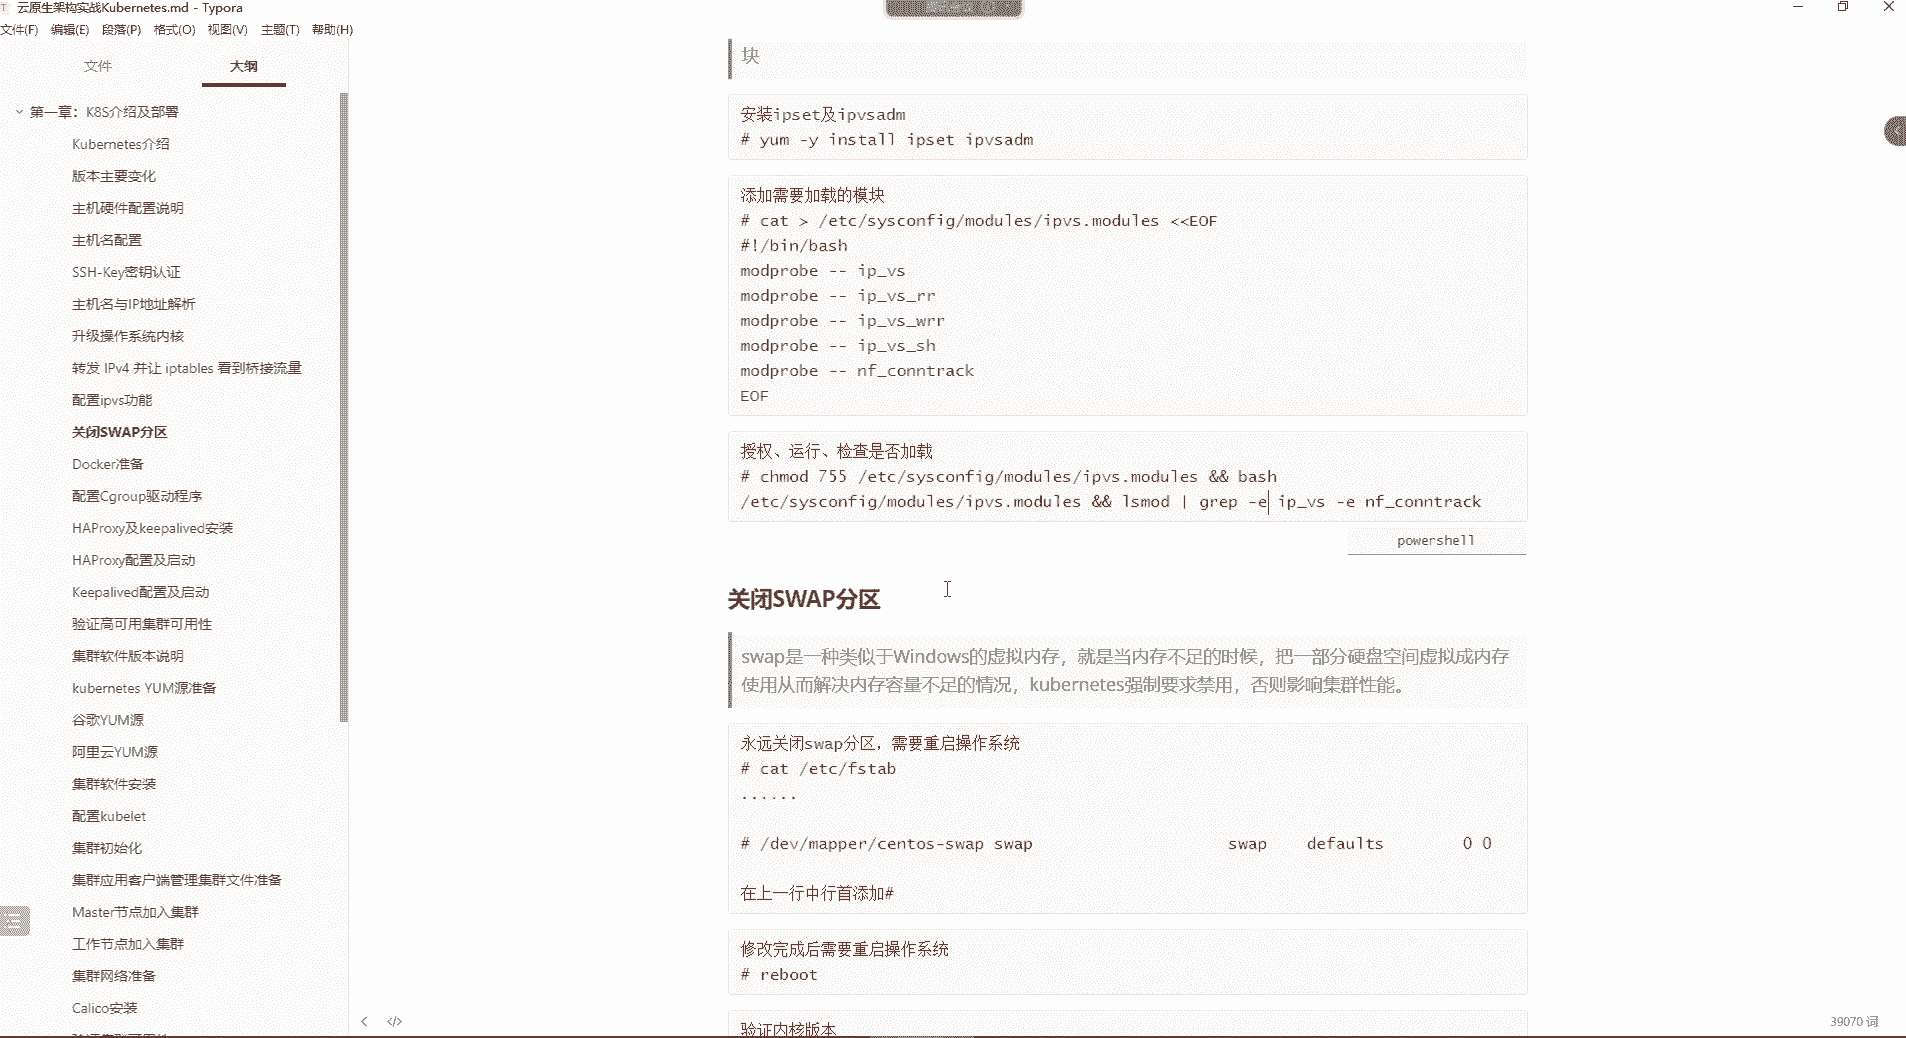 云原生架构实战Kubernetes.md - Typora
文件(F) 编辑(E) 段落(P) 格式(O) 视图(V) 主题(T) 帮助(H)
文件 大纲
第一章：K8S介绍及部署
Kubernetes介绍
版本主要变化
主机硬件配置说明
主机名配置
SSH-Key密钥认证
主机名与IP地址解析
升级操作系统内核
转发 IPv4 并让 iptables 看到桥接流量
配置ipvs功能
关闭SWAP分区
Docker准备
配置Cgroup驱动程序
HAProxy及keepalived安装
HAProxy配置及启动
Keepalived配置及启动
验证高可用集群可用性
集群软件版本说明
kubernetes YUM源准备
谷歌YUM源
阿里云YUM源
集群软件安装
配置kubelet
集群初始化
集群应用客户端管理集群文件准备
Master节点加入集群
工作节点加入集群
集群网络准备
Calico安装
块
安装ipset及ipvsadm
# yum -y install ipset ipvsadm
添加需要加载的模块
# cat > /etc/sysconfig/modules/ipvs.modules <<EOF
#!/bin/bash
modprobe -- ip_vs
modprobe -- ip_vs_rr
modprobe -- ip_vs_wrr
modprobe -- ip_vs_sh
modprobe -- nf_conntrack
EOF
授权、运行、检查是否加载
# chmod 755 /etc/sysconfig/modules/ipvs.modules && bash
/etc/sysconfig/modules/ipvs.modules && lsmod | grep -e ip_vs -e nf_conntrack
powershell
关闭SWAP分区
swap是一种类似于Windows的虚拟内存，就是当内存不足的时候，把一部分硬盘空间虚拟成内存
使用从而解决内存容量不足的情况，kubernetes强制要求禁用，否则影响集群性能。
永远关闭swap分区，需要重启操作系统
# cat /etc/fstab
......
# /dev/mapper/centos-swap swap swap defaults 0 0
在上一行中行首添加#
修改完成后需要重启操作系统
# reboot
验证内核版本
39070 词